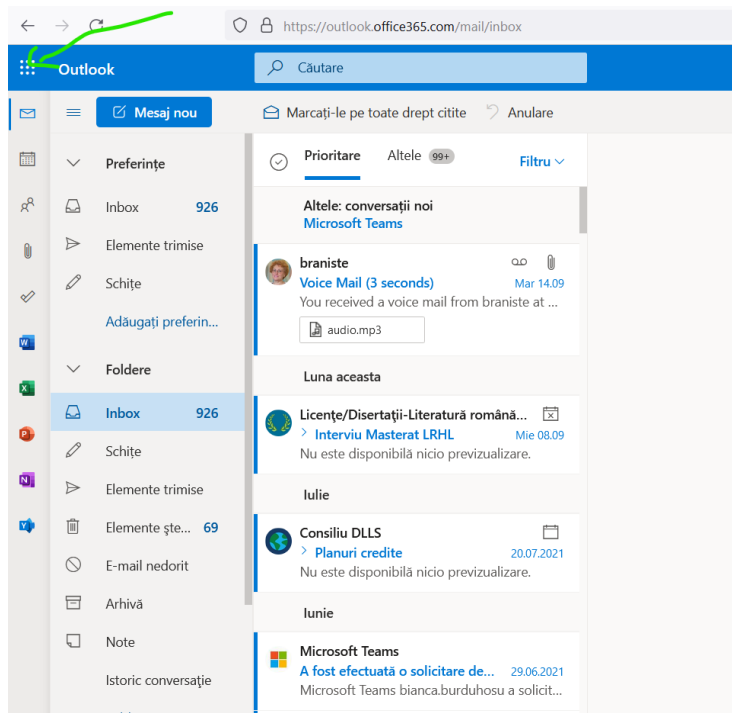 https://outlook.office365.com/mail/inbox
Outlook
Căutare
Mesaj nou
Marcați-le pe toate drept citite
Anulare
Preferințe
Inbox 926
Elemente trimise
Schițe
Adăugați preferin...
Foldere
Inbox 926
Schițe
Elemente trimise
Elemente şte... 69
E-mail nedorit
Arhivă
Note
Istoric conversaţie
Prioritare
Altele 99+
Filtru
Altele: conversații noi
Microsoft Teams
braniste
Voice Mail (3 seconds) Mar 14.09
You received a voice mail from braniste at ...
audio.mp3
Luna aceasta
Licenţe/Disertaţii-Literatură română...
Interviu Masterat LRHL Mie 08.09
Nu este disponibilă nicio previzualizare.
Iulie
Consiliu DLLS
Planuri credite 20.07.2021
Nu este disponibilă nicio previzualizare.
Iunie
Microsoft Teams
A fost efectuată o solicitare de... 29.06.2021
Microsoft Teams bianca.burduhosu a solicit...